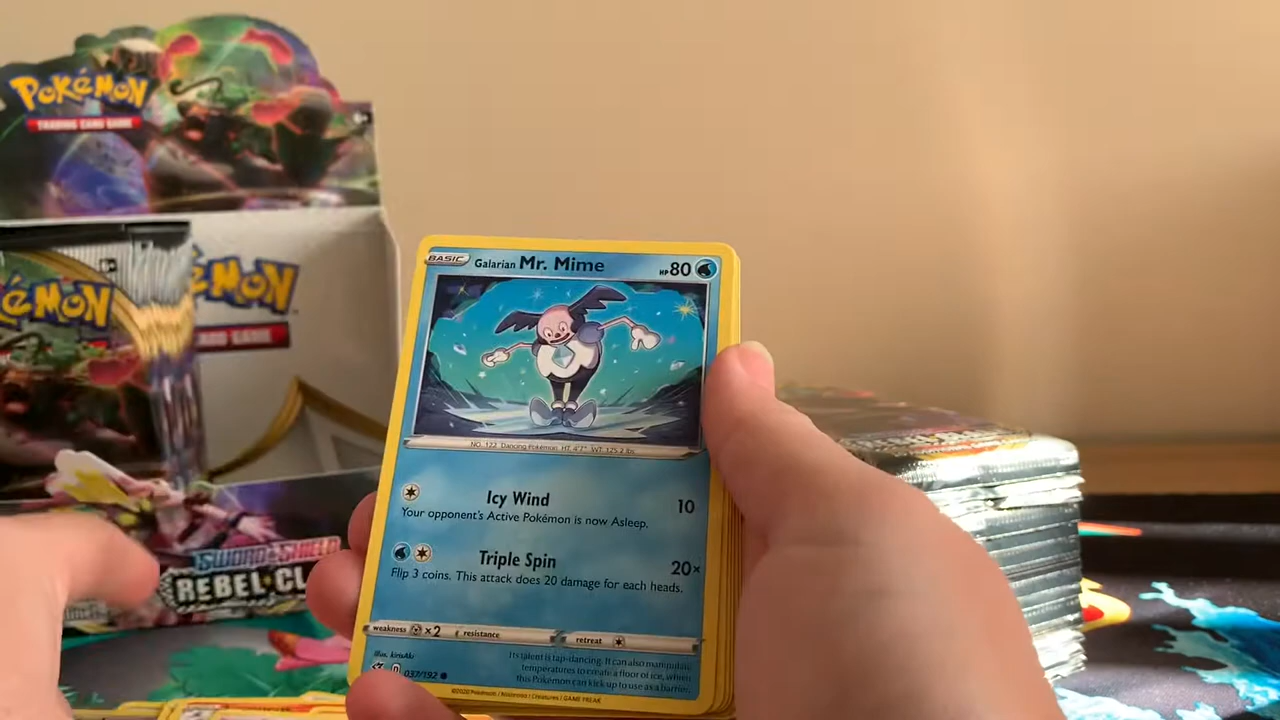 POKÉMON
TRADING CARD GAME
ÉMON
ÉMON
CARD GAME
SWORD & SHIELD
REBEL CL
BASIC
Galarian Mr. Mime
HP 80
NO. 122 Dancing Pokémon HT 4'7" WT 125.2 lbs
Icy Wind 10
Your opponent's Active Pokémon is now Asleep.
Triple Spin 20×
Flip 3 coins. This attack does 20 damage for each heads.
weakness ×2 resistance retreat
Illus. kirisAki
D 037/192
Its talent is tap-dancing. It can also manipulate
temperatures to create a floor of ice, which
this Pokémon can kick up to use as a barrier.
©2020 Pokémon / Nintendo / Creatures / GAME FREAK